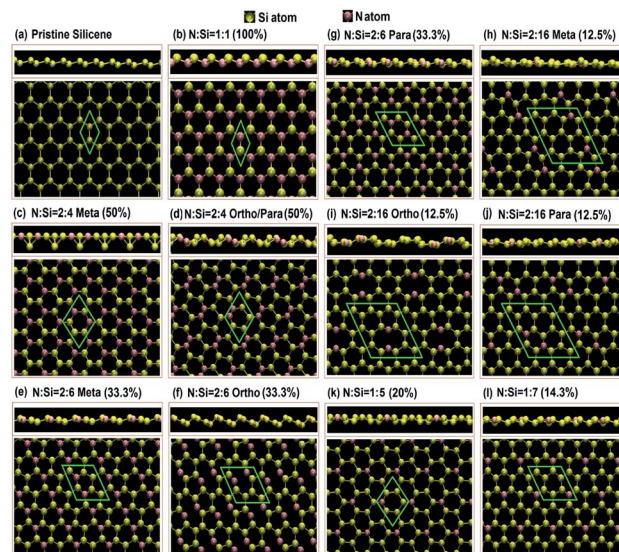 Si atom N atom
(a) Pristine Silicene
(b) N:Si=1:1 (100%)
(g) N:Si=2:6 Para (33.3%)
(h) N:Si=2:16 Meta (12.5%)
(c) N:Si=2:4 Meta (50%)
(d) N:Si=2:4 Ortho/Para (50%)
(i) N:Si=2:16 Ortho (12.5%)
(j) N:Si=2:16 Para (12.5%)
(e) N:Si=2:6 Meta (33.3%)
(f) N:Si=2:6 Ortho (33.3%)
(k) N:Si=1:5 (20%)
(l) N:Si=1:7 (14.3%)